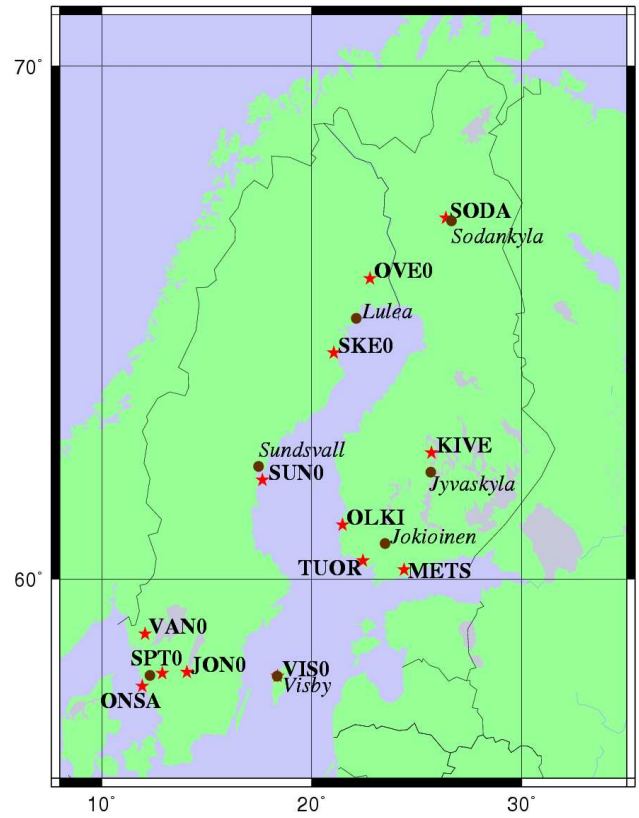 70°
SODA
Sodankyla
OVE0
Lulea
SKE0
Sundsvall
SUN0
KIVE
Jyvaskyla
OLKI
Jokioinen
TUOR
METS
60°
VAN0
SPT0
JON0
VIS0
Visby
ONSA
10°
20°
30°